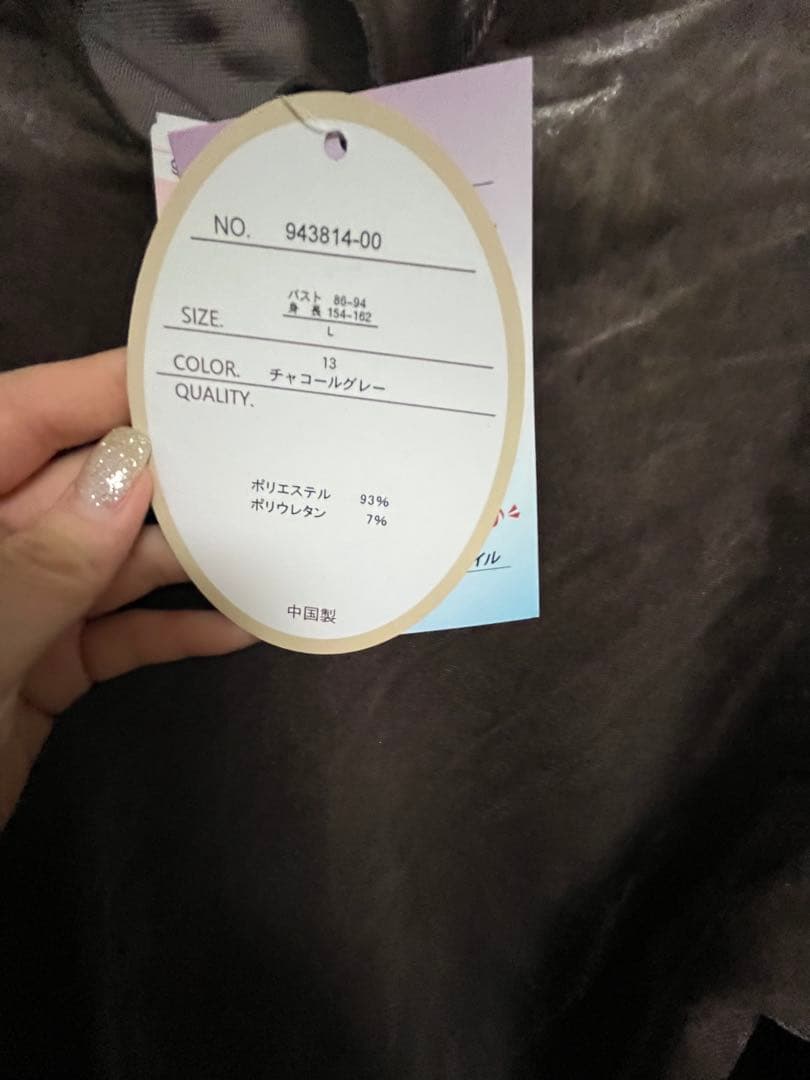 NO. 943814-00
バスト 86-94
身 長 154-162
SIZE. L
13
COLOR. チャコールグレー
QUALITY.
ポリエステル 93%
ポリウレタン 7%
イル
中国製